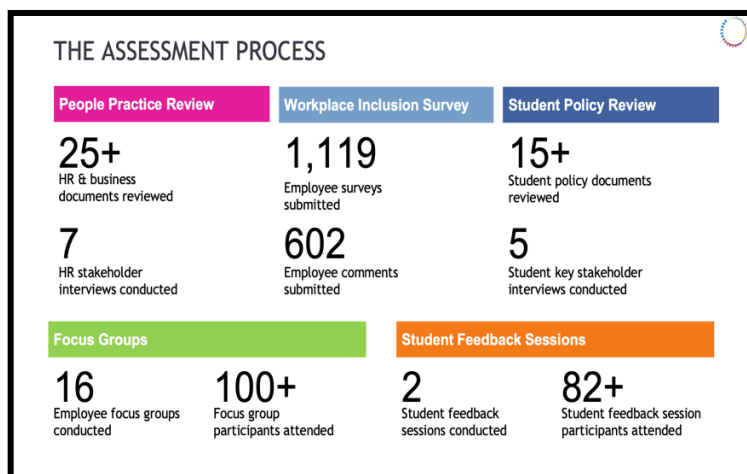 THE ASSESSMENT PROCESS
People Practice Review
25+
HR & business
documents reviewed
7
HR stakeholder
interviews conducted
Workplace Inclusion Survey
1,119
Employee surveys
submitted
602
Employee comments
submitted
Student Policy Review
15+
Student policy documents
reviewed
5
Student key stakeholder
interviews conducted
Focus Groups
16
Employee focus groups
conducted
100+
Focus group
participants attended
Student Feedback Sessions
2
Student feedback
sessions conducted
82+
Student feedback session
participants attended